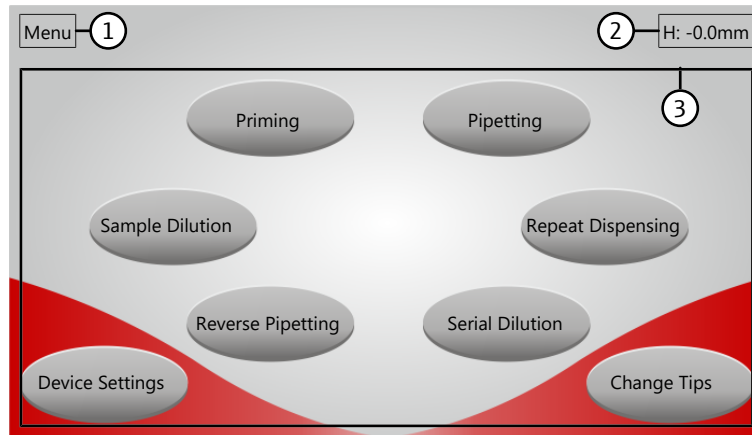 Menu
1
2
H: -0.0mm
3
Priming
Pipetting
Sample Dilution
Repeat Dispensing
Reverse Pipetting
Serial Dilution
Device Settings
Change Tips